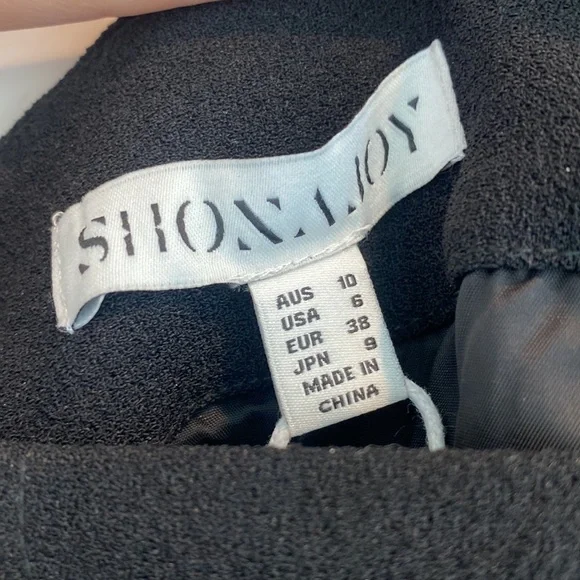 SHONA JOY
AUS 10
USA 6
EUR 38
JPN 9
MADE IN
CHINA